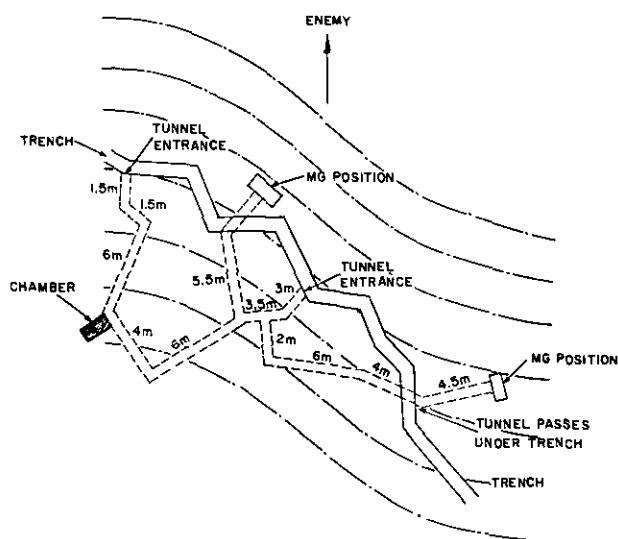 ENEMY
TUNNEL
ENTRANCE
TRENCH
MG POSITION
1.5m
1.5m
6m
5.5m
TUNNEL
ENTRANCE
3m
CHAMBER
3.5m
4m
6m
2m
6m
4m
4.5m
MG
POSITION
TUNNEL PASSES
UNDER TRENCH
TRENCH